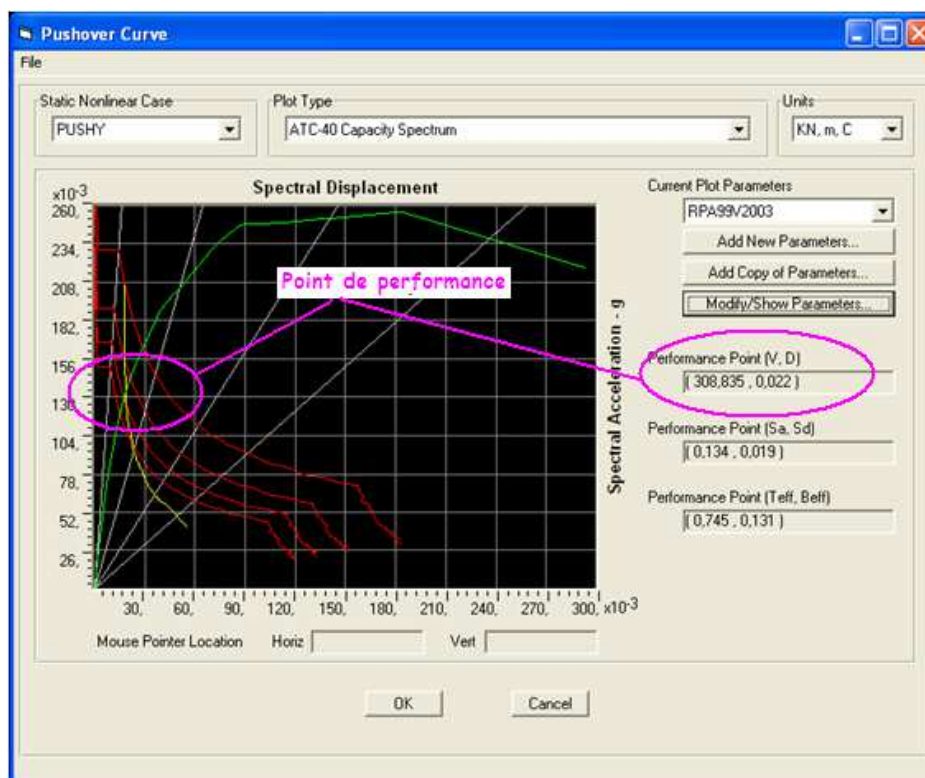 Pushover Curve
File
Static Nonlinear Case
PUSHY
Plot Type
ATC-40 Capacity Spectrum
Units
KN, m, C
Spectral Displacement
x10-3
260,
234,
208,
182,
156,
130,
104,
78,
52,
26,
30,
60,
90,
120,
150,
180,
210,
240,
270,
300,
x10-3
Spectral Acceleration - g
Point de performance
Mouse Pointer Location
Horiz
Vert
Current Plot Parameters
RPA99V2003
Add New Parameters...
Add Copy of Parameters...
Modify/Show Parameters...
Performance Point (V, D)
( 308,835 , 0,022 )
Performance Point (Sa, Sd)
( 0,134 , 0,019 )
Performance Point (Teff, Beff)
( 0,745 , 0,131 )
OK
Cancel